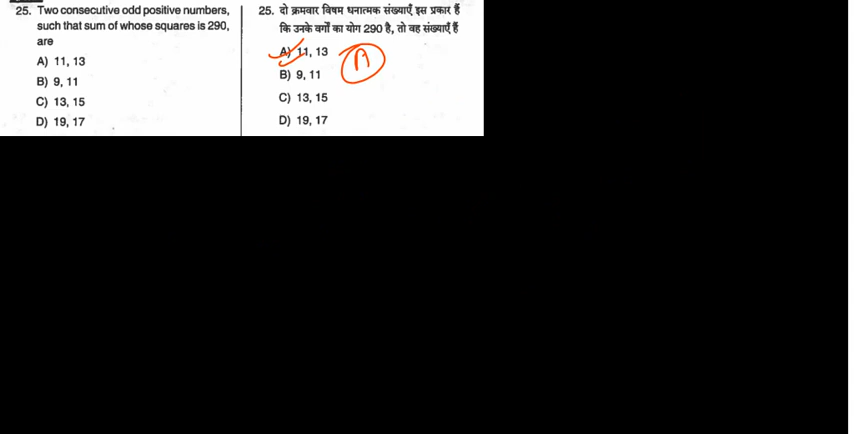 25. Two consecutive odd positive numbers,
such that sum of whose squares is 290,
are
A) 11, 13
B) 9, 11
C) 13, 15
D) 19, 17
25. दो क्रमवार विषम धनात्मक संख्याएँ इस प्रकार हैं
कि उनके वर्गों का योग 290 है, तो वह संख्याएँ हैं
A) 11, 13
A
B) 9, 11
C) 13, 15
D) 19, 17